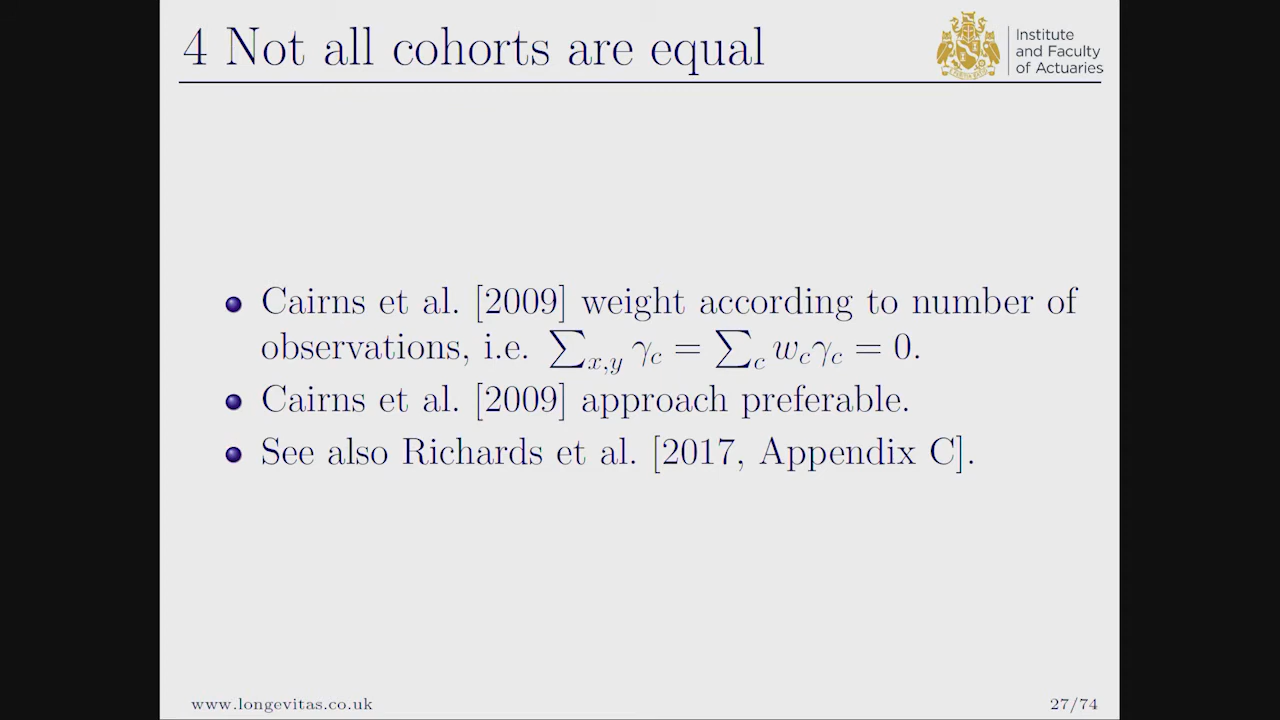 4 Not all cohorts are equal
Institute
and Faculty
of Actuaries
Cairns et al. [2009] weight according to number of
observations, i.e. ∑x,y γc = ∑c wcγc = 0.
Cairns et al. [2009] approach preferable.
See also Richards et al. [2017, Appendix C].
www.longevitas.co.uk
27/74